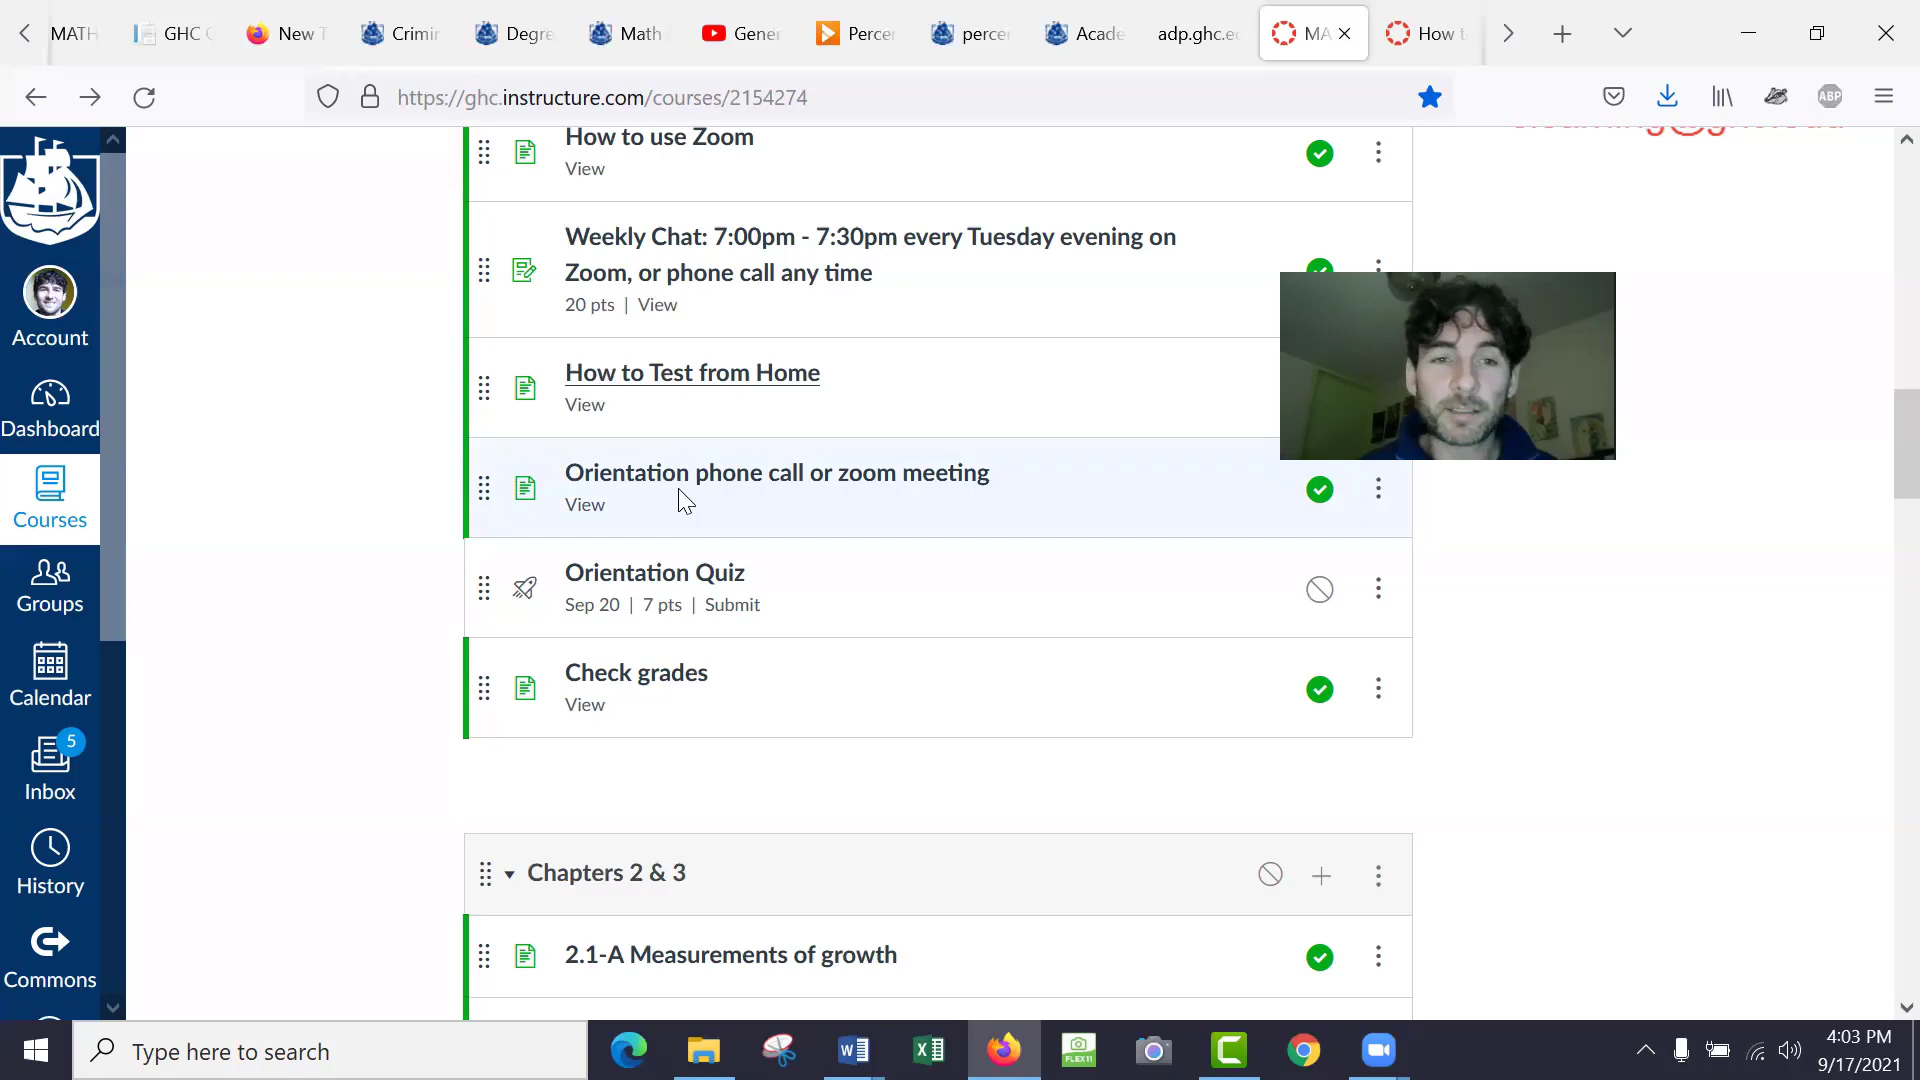 MATH
GHC
New T
Crimin
Degre
Math
Gener
Percer
percer
Acade
adp.ghc.e
MA
How t
https://ghc.instructure.com/courses/2154274
ABP
How to use Zoom
View
Weekly Chat: 7:00pm - 7:30pm every Tuesday evening on
Zoom, or phone call any time
20 pts | View
How to Test from Home
View
Orientation phone call or zoom meeting
View
Orientation Quiz
Sep 20 | 7 pts | Submit
Check grades
View
Chapters 2 & 3
2.1-A Measurements of growth
Account
Dashboard
Courses
Groups
Calendar
5
Inbox
History
Commons
Type here to search
FLEX11
4:03 PM
9/17/2021